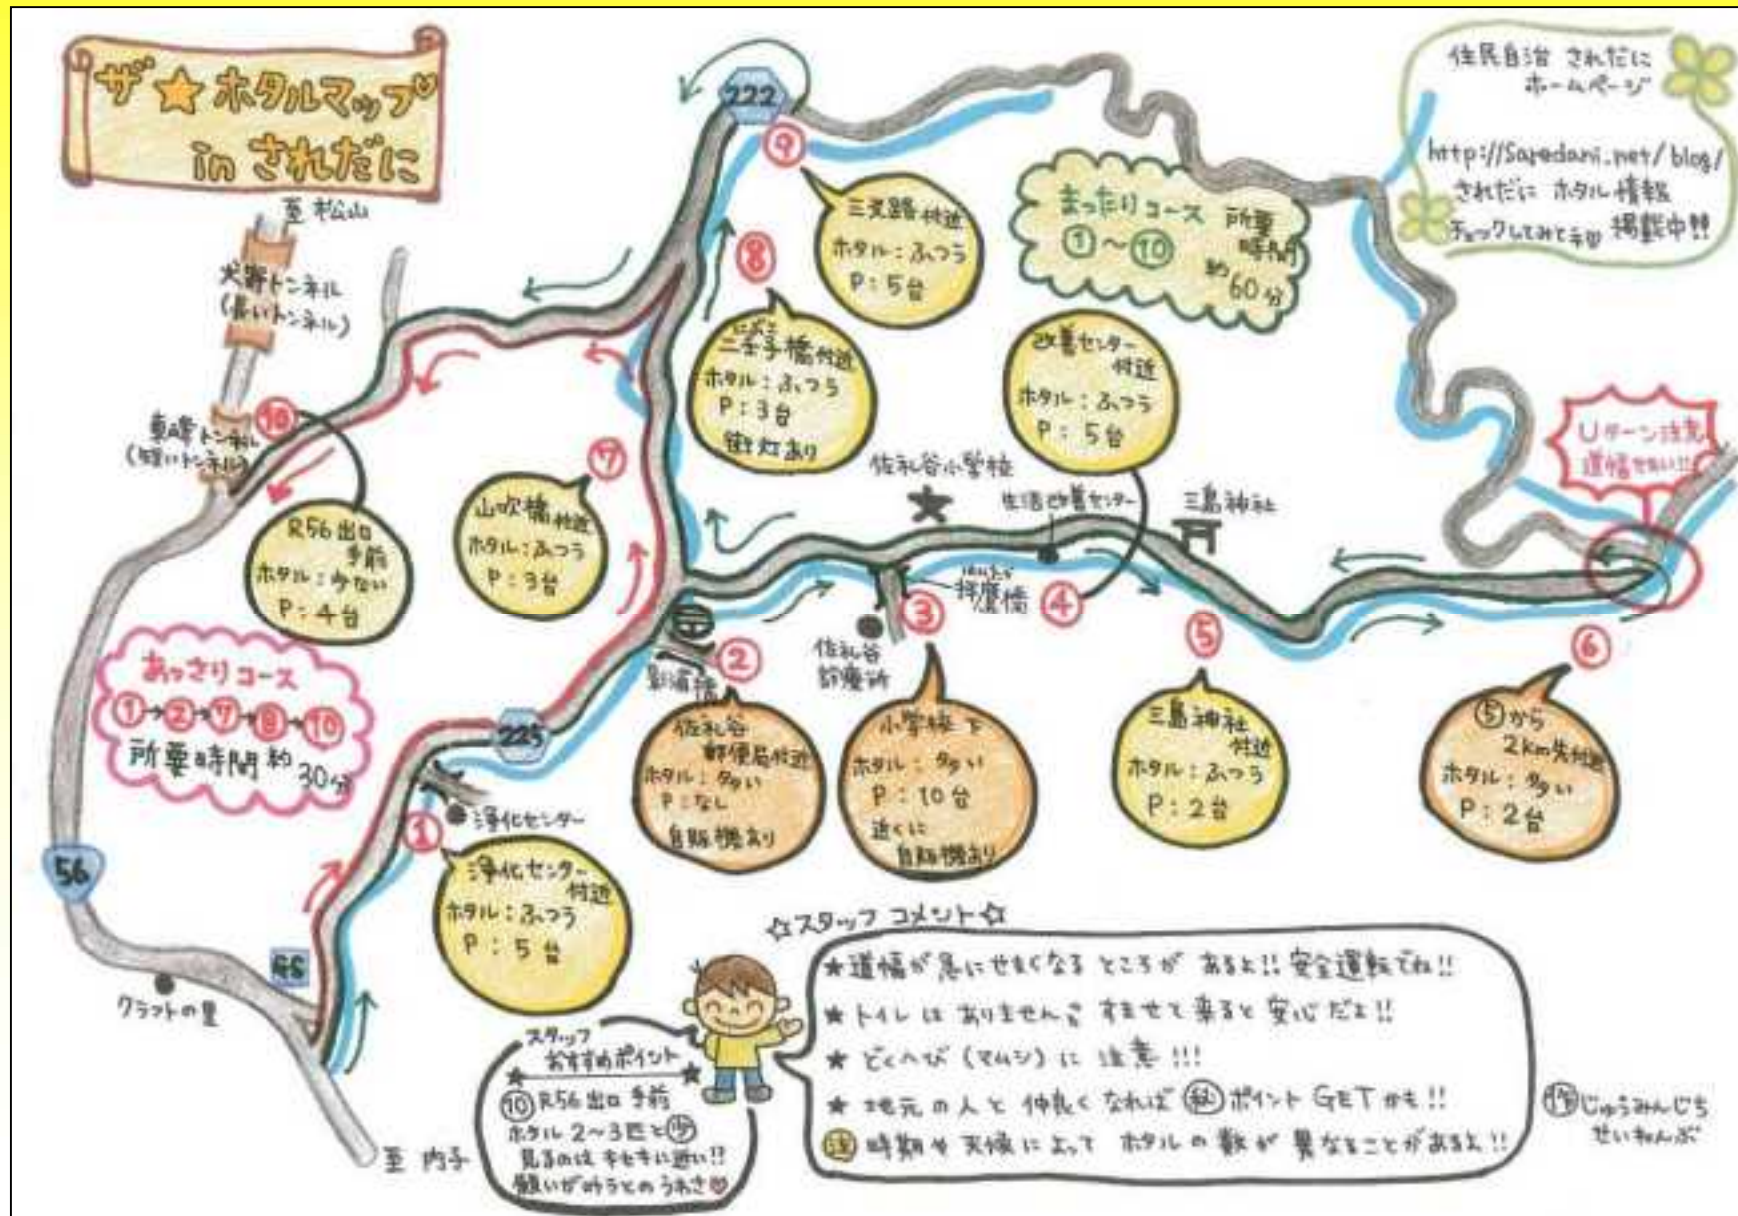 ザ★ホタルマップ
in されだに
至 松山
犬寄トンネル
(長いトンネル)
東峰トンネル
(短いトンネル)
222
住民自治 されだに
ホームページ
http://Saredani.net/blog/
されだに ホタル情報
チェックしてみてネ 掲載中!!
まったりコース
①〜⑩
所要
時間
約60分
⑨
三叉路付近
ホタル:ふつう
P:5台
⑧
にぶこ
二生子橋付近
ホタル:ふつう
P:3台
街灯あり
改善センター
付近
ホタル:ふつう
P:5台
Uターン注意
道幅せまい!!
⑩
R56出口
手前
ホタル:少ない
P:4台
⑦
山吹橋付近
ホタル:ふつう
P:3台
佐礼谷小学校
生活改善センター
三島神社
あっさりコース
①→②→⑦→⑧→⑩
所要時間 約30分
225
②
③
④
⑤
⑥
佐礼谷
診療所
佐礼谷
郵便局付近
ホタル:多い
P:なし
自販機あり
小学校下
ホタル:多い
P:10台
近くに
自販機あり
三島神社
付近
ホタル:ふつう
P:2台
⑤から
2km先付近
ホタル:多い
P:2台
①
浄化センター
浄化センター
付近
ホタル:ふつう
P:5台
56
GS
クラフトの里
至 内子
スタッフ
おすすめポイント
⑩R56出口手前
ホタル2〜3匹と㊛
見るのはキセキに近い!!
願いが叶うとのうわさ♡
☆スタッフ コメント☆
★道幅が急にせまくなる ところが あるよ!! 安全運転でね!!
★トイレは ありません。すませて来ると 安心だよ!!
★どくへび (マムシ) に 注意!!!
★地元の人と 仲良く なれば ㊙ポイント GET かも!!
注 時期や天候によって ホタルの数が 異なることがあるよ!!
作 じゅうみんじち
せいねんぶ